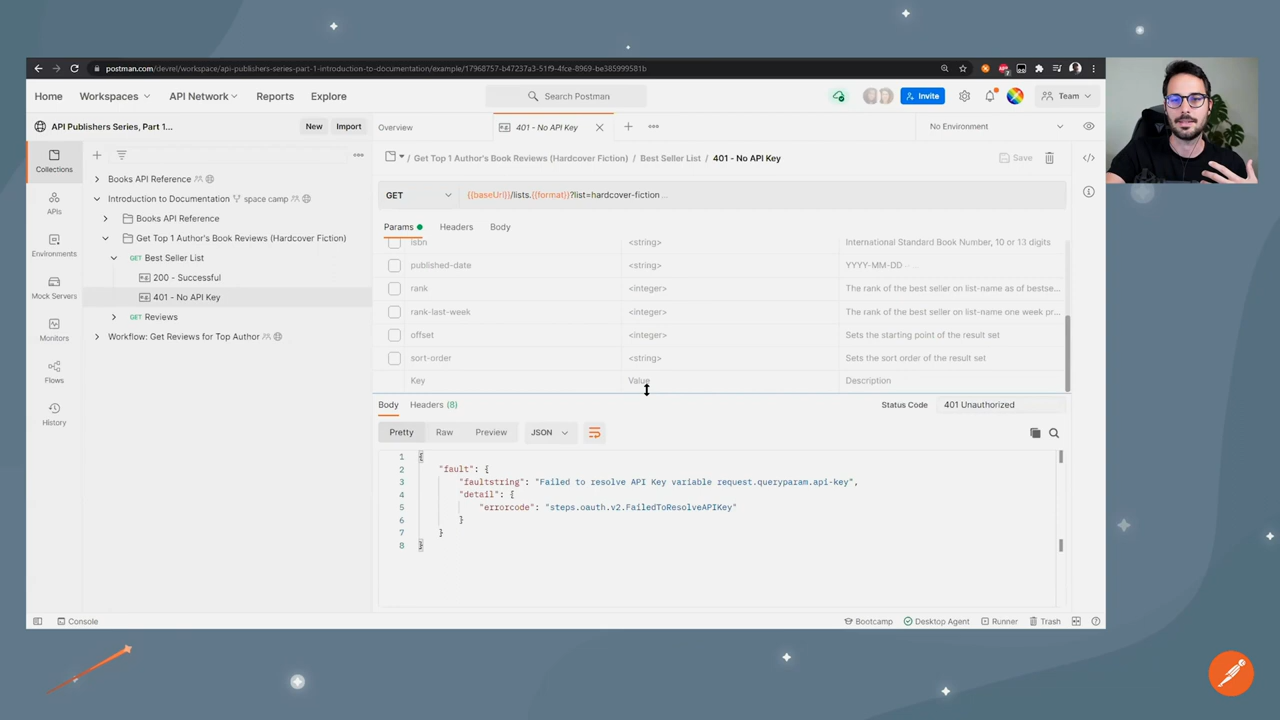 postman.com/devrel/workspace/api-publishers-series-part-1-introduction-to-documentation/example/17968757-b47237a3-51f9-4fce-8969-be385999581b
Home Workspaces API Network Reports Explore Search Postman Invite Team
API Publishers Series, Part 1... New Import Overview 401 - No API Key No Environment
Collections
APIs
Environments
Mock Servers
Monitors
Flows
History
Books API Reference
Introduction to Documentation space camp
Books API Reference
Get Top 1 Author's Book Reviews (Hardcover Fiction)
GET Best Seller List
200 - Successful
401 - No API Key
GET Reviews
Workflow: Get Reviews for Top Author
/ Get Top 1 Author's Book Reviews (Hardcover Fiction) / Best Seller List / 401 - No API Key Save
GET {{baseUrl}}/lists.{{format}}?list=hardcover-fiction ...
Params Headers Body
isbn <string> International Standard Book Number, 10 or 13 digits
published-date <string> YYYY-MM-DD
rank <integer> The rank of the best seller on list-name as of bestse...
rank-last-week <integer> The rank of the best seller on list-name one week pr...
offset <integer> Sets the starting point of the result set
sort-order <string> Sets the sort order of the result set
Key Value Description
Body Headers (8) Status Code 401 Unauthorized
Pretty Raw Preview JSON
1 {
2 "fault": {
3 "faultstring": "Failed to resolve API Key variable request.queryparam.api-key",
4 "detail": {
5 "errorcode": "steps.oauth.v2.FailedToResolveAPIKey"
6 }
7 }
8 }
Console Bootcamp Desktop Agent Runner Trash